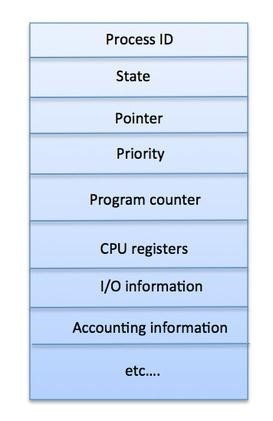 Process ID
State
Pointer
Priority
Program counter
CPU registers
I/O information
Accounting information
etc....